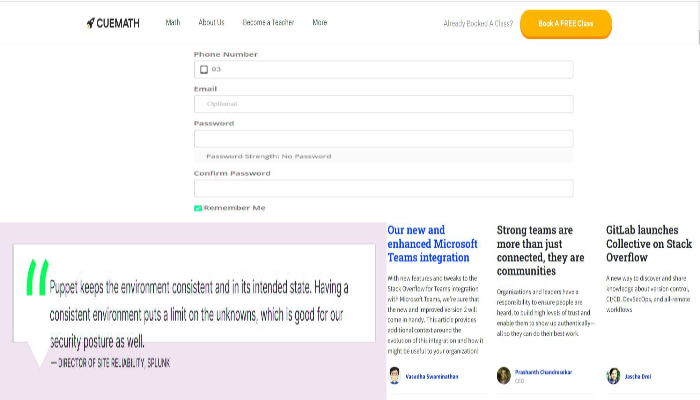 CUEMATH
Math
About Us
Become a Teacher
More
Already Booked A Class?
Book A FREE Class
Phone Number
03
Email
Optional
Password
Password Strength: No Password
Confirm Password
Remember Me
Puppet keeps the environment consistent and in its intended state. Having a
consistent environment puts a limit on the unknowns, which is good for our
security posture as well.
— DIRECTOR OF SITE RELIABILITY, SPLUNK
Our new and
enhanced Microsoft
Teams integration
With new features and tweaks to the
Stack Overflow for Teams integration
with Microsoft Teams, we're sure that
the new and improved version 2 will
come in handy. This article provides
additional context around the
evolution of this integration and how it
might be useful to your organization!
Vasudha Swaminathan
Strong teams are
more than just
connected, they are
communities
Organizations and leaders have a
responsibility to ensure people are
heard, to build high levels of trust and
enable them to show up authentically—
all so they can do their best work.
Prashanth Chandrasekar
CEO
GitLab launches
Collective on Stack
Overflow
A new way to discover and share
knowledge about version control,
CI/CD, DevSecOps, and all-remote
workflows
Jascha Drel